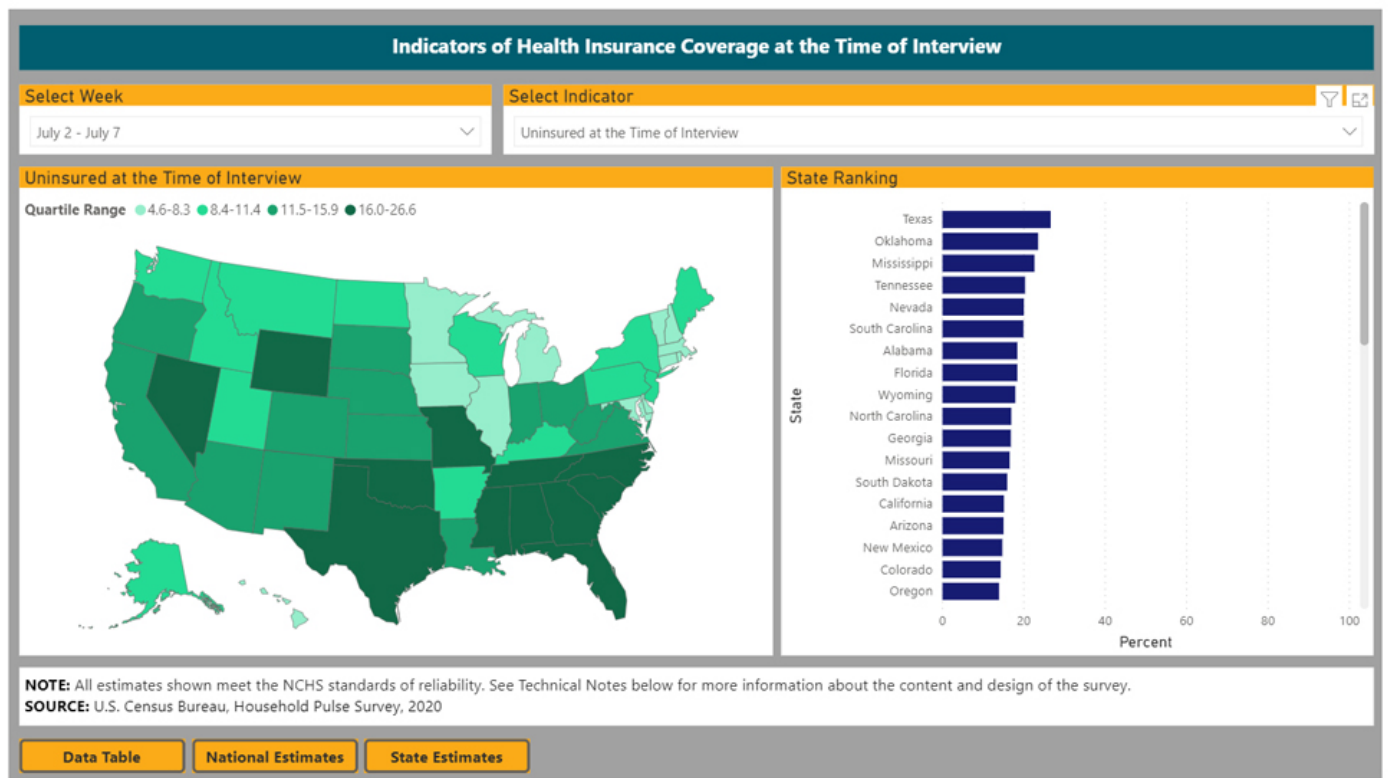 Indicators of Health Insurance Coverage at the Time of Interview
Select Week
July 2 - July 7
Select Indicator
Uninsured at the Time of Interview
Uninsured at the Time of Interview
Quartile Range 4.6-8.3 8.4-11.4 11.5-15.9 16.0-26.6
State Ranking
State
Texas
Oklahoma
Mississippi
Tennessee
Nevada
South Carolina
Alabama
Florida
Wyoming
North Carolina
Georgia
Missouri
South Dakota
California
Arizona
New Mexico
Colorado
Oregon
0 20 40 60 80 100
Percent
NOTE: All estimates shown meet the NCHS standards of reliability. See Technical Notes below for more information about the content and design of the survey.
SOURCE: U.S. Census Bureau, Household Pulse Survey, 2020
Data Table
National Estimates
State Estimates